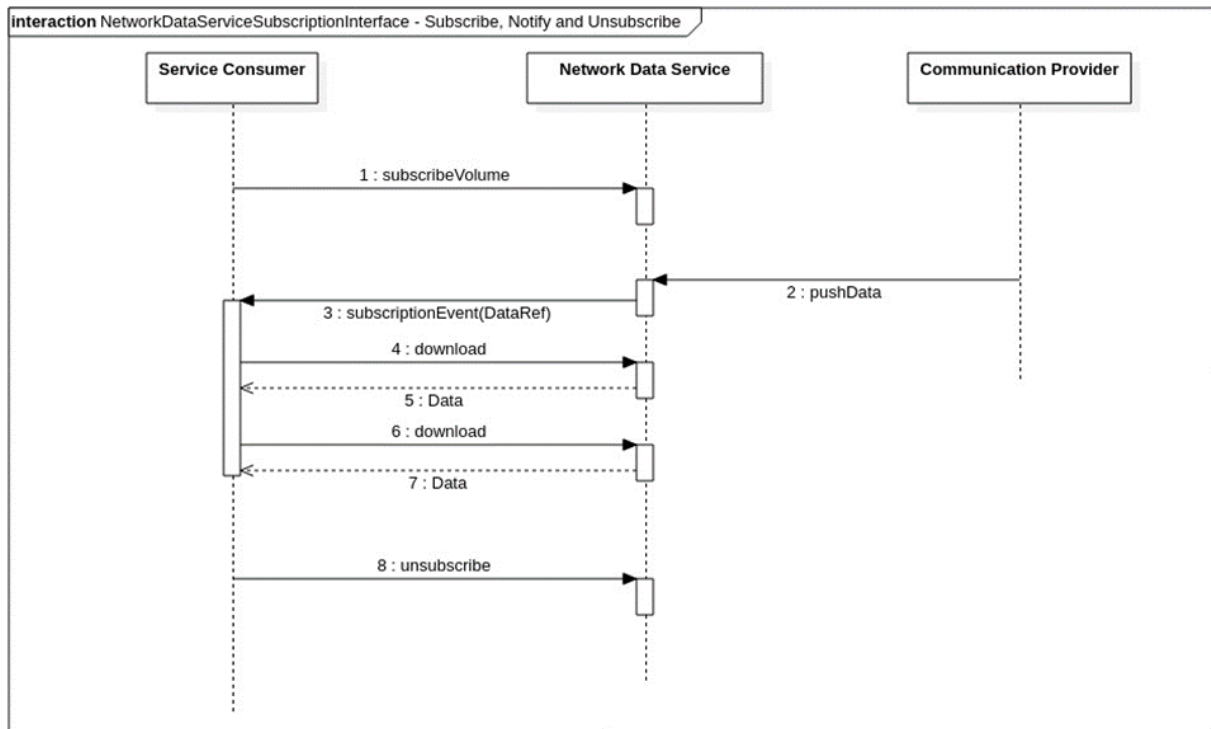 interaction NetworkDataServiceSubscriptionInterface - Subscribe, Notify and Unsubscribe
Service Consumer
Network Data Service
Communication Provider
1 : subscribeVolume
2 : pushData
3 : subscriptionEvent(DataRef)
4 : download
5 : Data
6 : download
7 : Data
8 : unsubscribe